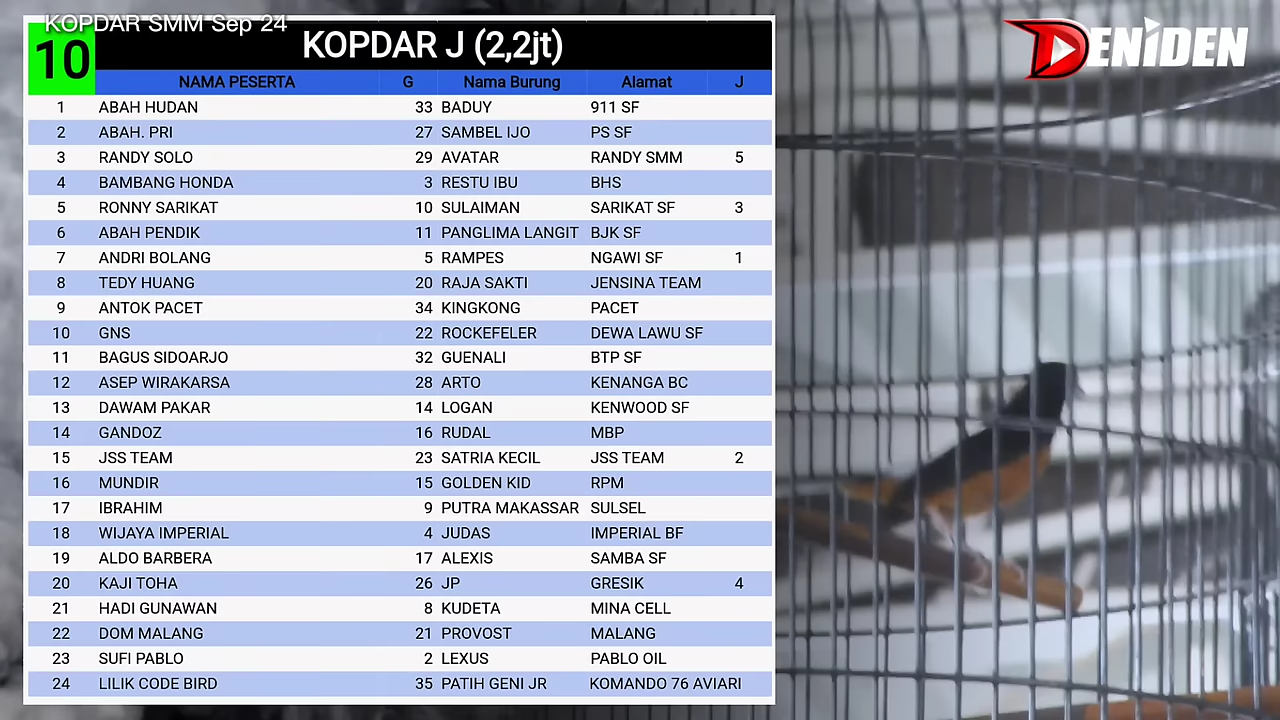 KOPDAR SMM Sep 24
10 KOPDAR J (2,2jt)
DENIDEN
NAMA PESERTA G Nama Burung Alamat J
1 ABAH HUDAN 33 BADUY 911 SF
2 ABAH. PRI 27 SAMBEL IJO PS SF
3 RANDY SOLO 29 AVATAR RANDY SMM 5
4 BAMBANG HONDA 3 RESTU IBU BHS
5 RONNY SARIKAT 10 SULAIMAN SARIKAT SF 3
6 ABAH PENDIK 11 PANGLIMA LANGIT BJK SF
7 ANDRI BOLANG 5 RAMPES NGAWI SF 1
8 TEDY HUANG 20 RAJA SAKTI JENSINA TEAM
9 ANTOK PACET 34 KINGKONG PACET
10 GNS 22 ROCKEFELER DEWA LAWU SF
11 BAGUS SIDOARJO 32 GUENALI BTP SF
12 ASEP WIRAKARSA 28 ARTO KENANGA BC
13 DAWAM PAKAR 14 LOGAN KENWOOD SF
14 GANDOZ 16 RUDAL MBP
15 JSS TEAM 23 SATRIA KECIL JSS TEAM 2
16 MUNDIR 15 GOLDEN KID RPM
17 IBRAHIM 9 PUTRA MAKASSAR SULSEL
18 WIJAYA IMPERIAL 4 JUDAS IMPERIAL BF
19 ALDO BARBERA 17 ALEXIS SAMBA SF
20 KAJI TOHA 26 JP GRESIK 4
21 HADI GUNAWAN 8 KUDETA MINA CELL
22 DOM MALANG 21 PROVOST MALANG
23 SUFI PABLO 2 LEXUS PABLO OIL
24 LILIK CODE BIRD 35 PATIH GENI JR KOMANDO 76 AVIARI